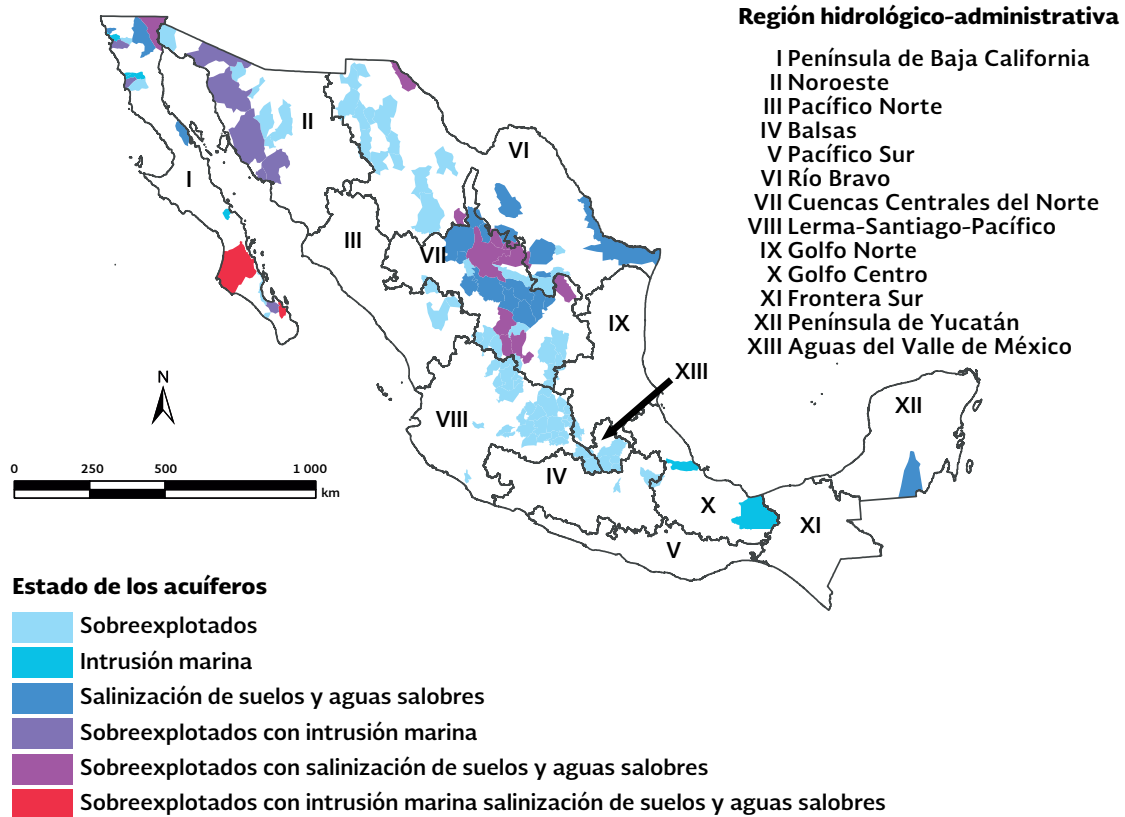 Región hidrológico-administrativa
I Península de Baja California
II Noroeste
III Pacífico Norte
IV Balsas
V Pacífico Sur
VI Río Bravo
VII Cuencas Centrales del Norte
VIII Lerma-Santiago-Pacífico
IX Golfo Norte
X Golfo Centro
XI Frontera Sur
XII Península de Yucatán
XIII Aguas del Valle de México
II
VI
I
III
VII
IX
XIII
VIII
XII
IV
X
XI
V
N
0 250 500 1 000
km
Estado de los acuíferos
Sobreexplotados
Intrusión marina
Salinización de suelos y aguas salobres
Sobreexplotados con intrusión marina
Sobreexplotados con salinización de suelos y aguas salobres
Sobreexplotados con intrusión marina salinización de suelos y aguas salobres